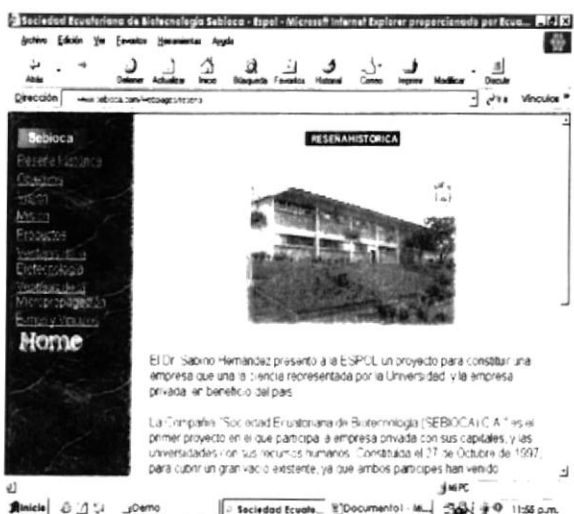 Sociedad Ecuatoriana de Biotecnología Sebioca - Espol - Microsoft Internet Explorer proporcionado por Ecua...
Archivo Edición Ver Favoritos Herramientas Ayuda
Atrás Detener Actualizar Inicio Búsqueda Favoritos Historial Correo Imprimir Modificar Discutir
Dirección Ir a Vínculos »
Sebioca
Reseña Histórica
Misión
Productos
Biotecnología
Micropropagación
Home
RESEÑA HISTORICA
El Dr. Sabino Hernández presentó a la ESPOL un proyecto para constituir una
empresa que una la ciencia representada por la Universidad y la empresa
privada, en beneficio del país
La Compañía "Sociedad Ecuatoriana de Biotecnología (SEBIOCA) C.A." es el
primer proyecto en el que participa la empresa privada con sus capitales, y las
universidades con sus recursos humanos. Constituida el 27 de Octubre de 1997,
para cubrir un gran vacío existente, ya que ambos partícipes han venido
Mi PC
Inicio Demo Sociedad Ecuato... Documento1 - Mi... 11:55 p.m.